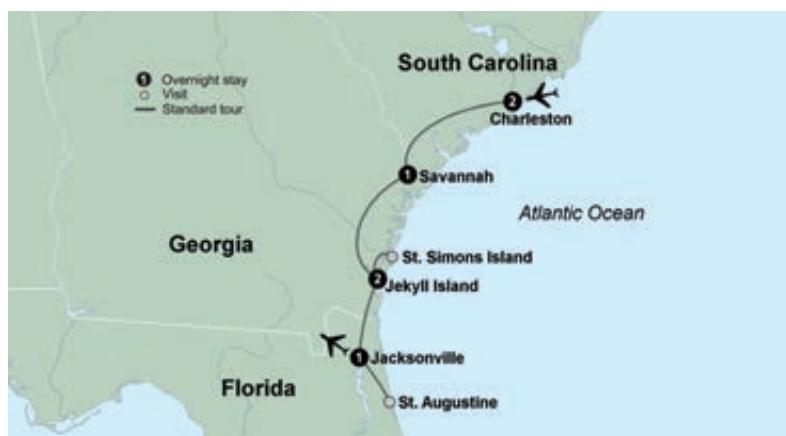 South Carolina
1 Overnight stay
Visit
Standard tour
2
Charleston
1 Savannah
Atlantic Ocean
Georgia
St. Simons Island
2
Jekyll Island
1 Jacksonville
Florida
St. Augustine